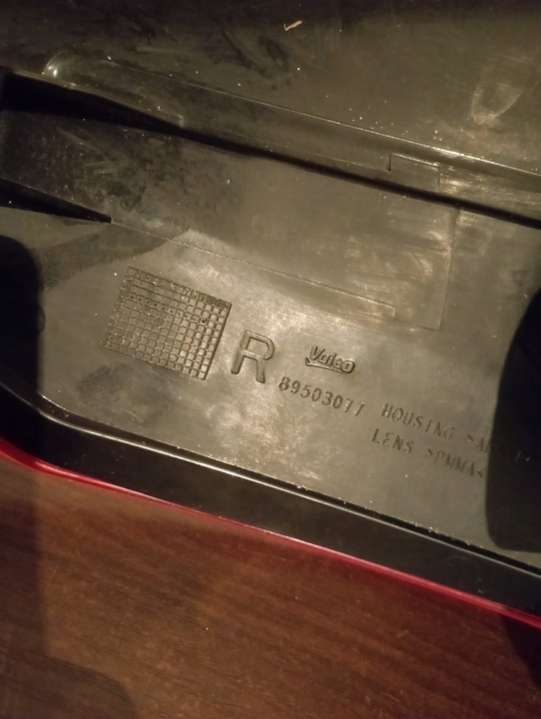 R
Valeo
89503077
HOUSING
LENS